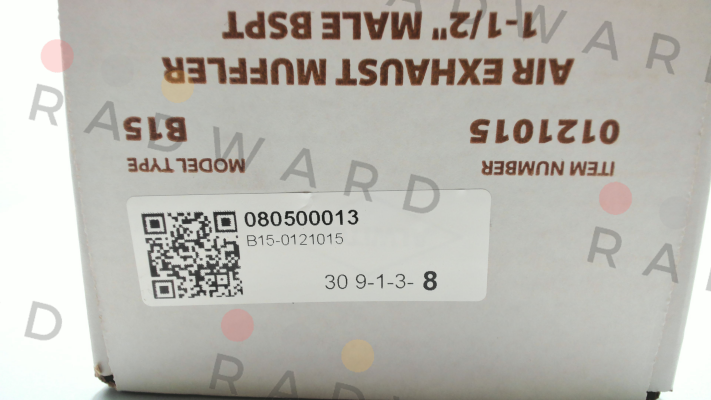 ITEM NUMBER MODEL TYPE
0121015 B15
AIR EXHAUST MUFFLER
1-1/2" MALE BSPT
080500013
B15-0121015
30 9-1-3- 8
RADWARD
RADWARD